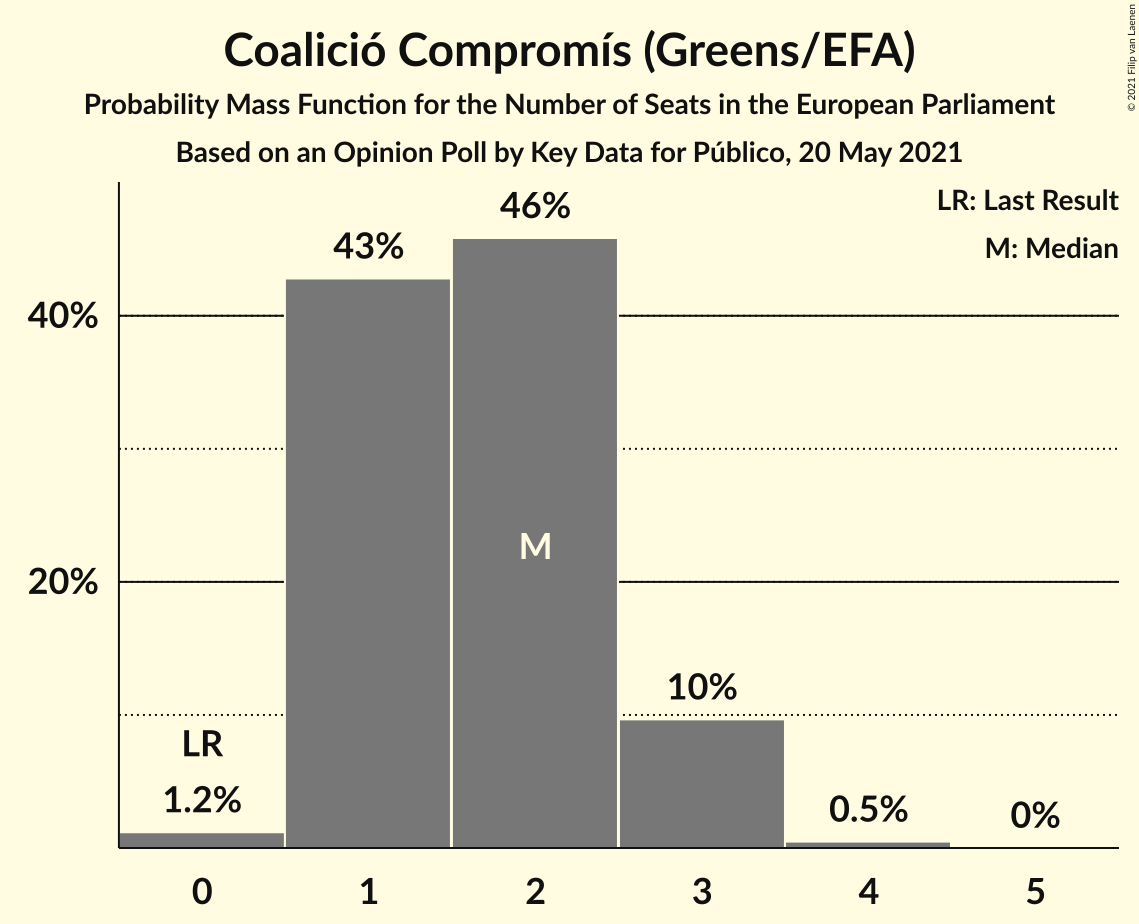 Coalició Compromís (Greens/EFA)
Probability Mass Function for the Number of Seats in the European Parliament
Based on an Opinion Poll by Key Data for Público, 20 May 2021
© 2021 Filip van Laenen
LR: Last Result
M: Median
46%
43%
40%
M
20%
10%
LR
1.2%
0.5%
0%
0 1 2 3 4 5